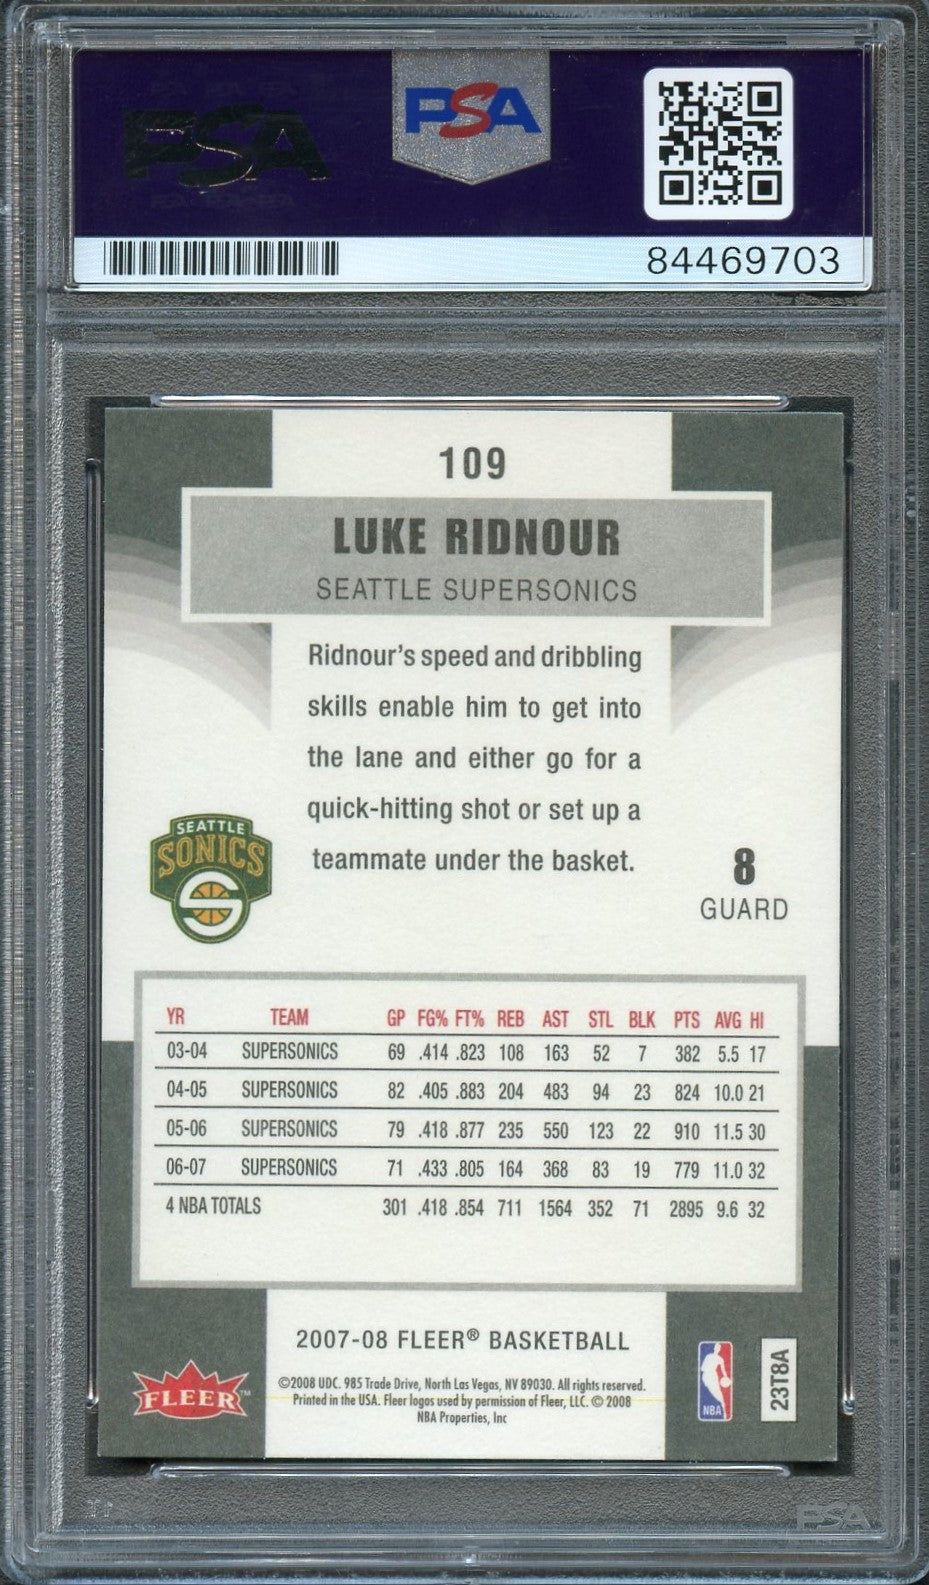 PSA
PSA
84469703
109
LUKE RIDNOUR
SEATTLE SUPERSONICS
Ridnour's speed and dribbling
skills enable him to get into
the lane and either go for a
quick-hitting shot or set up a
teammate under the basket.
SEATTLE
SONICS
S
8
GUARD
YR TEAM GP FG% FT% REB AST STL BLK PTS AVG HI
03-04 SUPERSONICS 69 .414 .823 108 163 52 7 382 5.5 17
04-05 SUPERSONICS 82 .405 .883 204 483 94 23 824 10.0 21
05-06 SUPERSONICS 79 .418 .877 235 550 123 22 910 11.5 30
06-07 SUPERSONICS 71 .433 .805 164 368 83 19 779 11.0 32
4 NBA TOTALS 301 .418 .854 711 1564 352 71 2895 9.6 32
2007-08 FLEER® BASKETBALL
FLEER™
©2008 UDC. 985 Trade Drive, North Las Vegas, NV 89030. All rights reserved.
Printed in the USA. Fleer logos used by permission of Fleer, LLC. © 2008
NBA Properties, Inc
NBA
23T8A
PSA